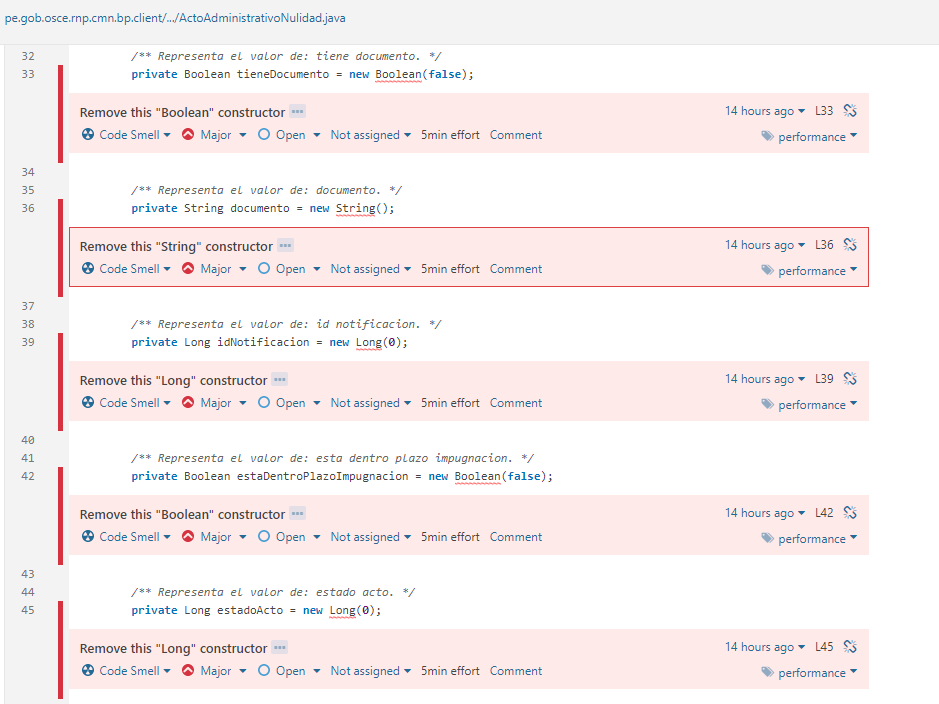 pe.gob.osce.rnp.cmn.bp.client/.../ActoAdministrativoNulidad.java
32 /** Representa el valor de: tiene documento. */
33 private Boolean tieneDocumento = new Boolean(false);
Remove this "Boolean" constructor ... 14 hours ago L33
Code Smell Major Open Not assigned 5min effort Comment performance
34
35 /** Representa el valor de: documento. */
36 private String documento = new String();
Remove this "String" constructor ... 14 hours ago L36
Code Smell Major Open Not assigned 5min effort Comment performance
37
38 /** Representa el valor de: id notificacion. */
39 private Long idNotificacion = new Long(0);
Remove this "Long" constructor ... 14 hours ago L39
Code Smell Major Open Not assigned 5min effort Comment performance
40
41 /** Representa el valor de: esta dentro plazo impugnacion. */
42 private Boolean estaDentroPlazoImpugnacion = new Boolean(false);
Remove this "Boolean" constructor ... 14 hours ago L42
Code Smell Major Open Not assigned 5min effort Comment performance
43
44 /** Representa el valor de: estado acto. */
45 private Long estadoActo = new Long(0);
Remove this "Long" constructor ... 14 hours ago L45
Code Smell Major Open Not assigned 5min effort Comment performance